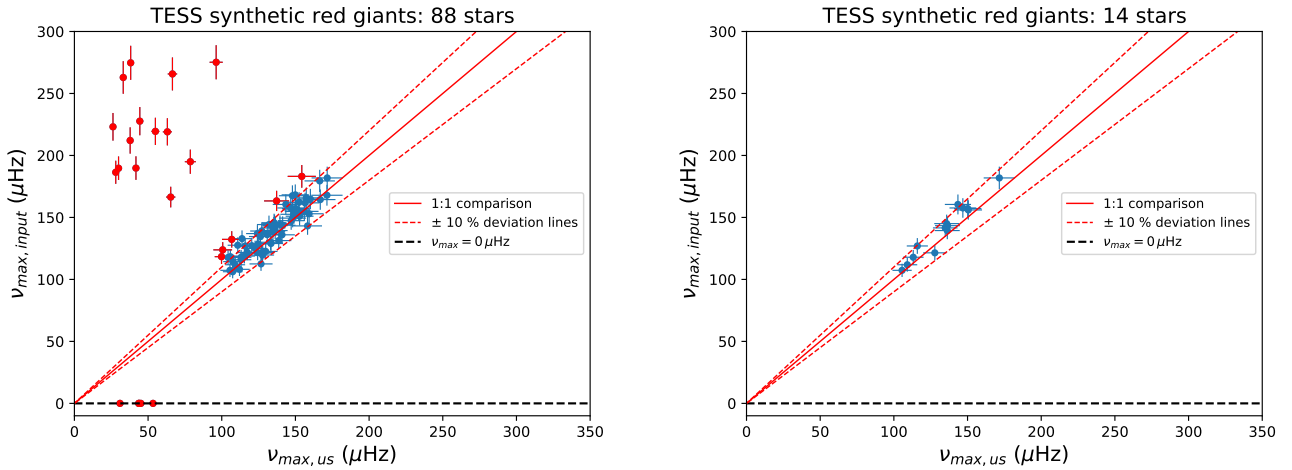 TESS synthetic red giants: 88 stars
300
250
200
150
100
50
0
ν_max,input (μHz)
1:1 comparison
± 10 % deviation lines
ν_max = 0 μHz
0 50 100 150 200 250 300 350
ν_max,us (μHz)
TESS synthetic red giants: 14 stars
300
250
200
150
100
50
0
ν_max,input (μHz)
1:1 comparison
± 10 % deviation lines
ν_max = 0 μHz
0 50 100 150 200 250 300 350
ν_max,us (μHz)